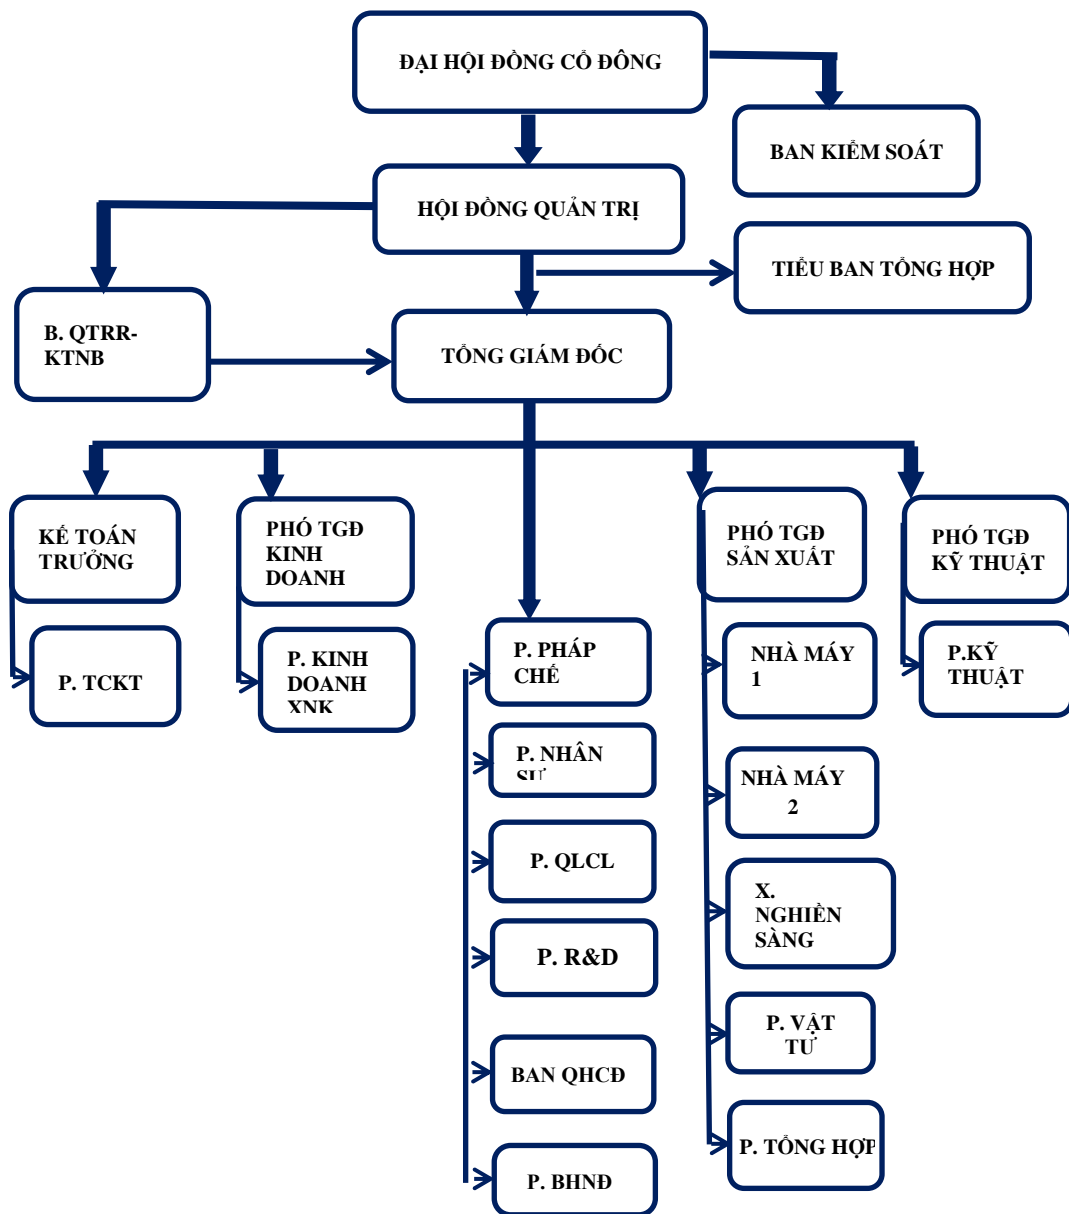 ĐẠI HỘI ĐỒNG CỔ ĐÔNG
BAN KIỂM SOÁT
HỘI ĐỒNG QUẢN TRỊ
TIỂU BAN TỔNG HỢP
B. QTRR-
KTNB
TỔNG GIÁM ĐỐC
KẾ TOÁN
TRƯỞNG
PHÓ TGĐ
KINH
DOANH
PHÓ TGĐ
SẢN XUẤT
PHÓ TGĐ
KỸ THUẬT
P. TCKT
P. KINH
DOANH
XNK
P. PHÁP
CHẾ
NHÀ MÁY
1
P.KỸ
THUẬT
P. NHÂN
SỰ
NHÀ MÁY
2
P. QLCL
X.
NGHIỀN
SÀNG
P. R&D
P. VẬT
TƯ
BAN QHCĐ
P. TỔNG HỢP
P. BHNĐ